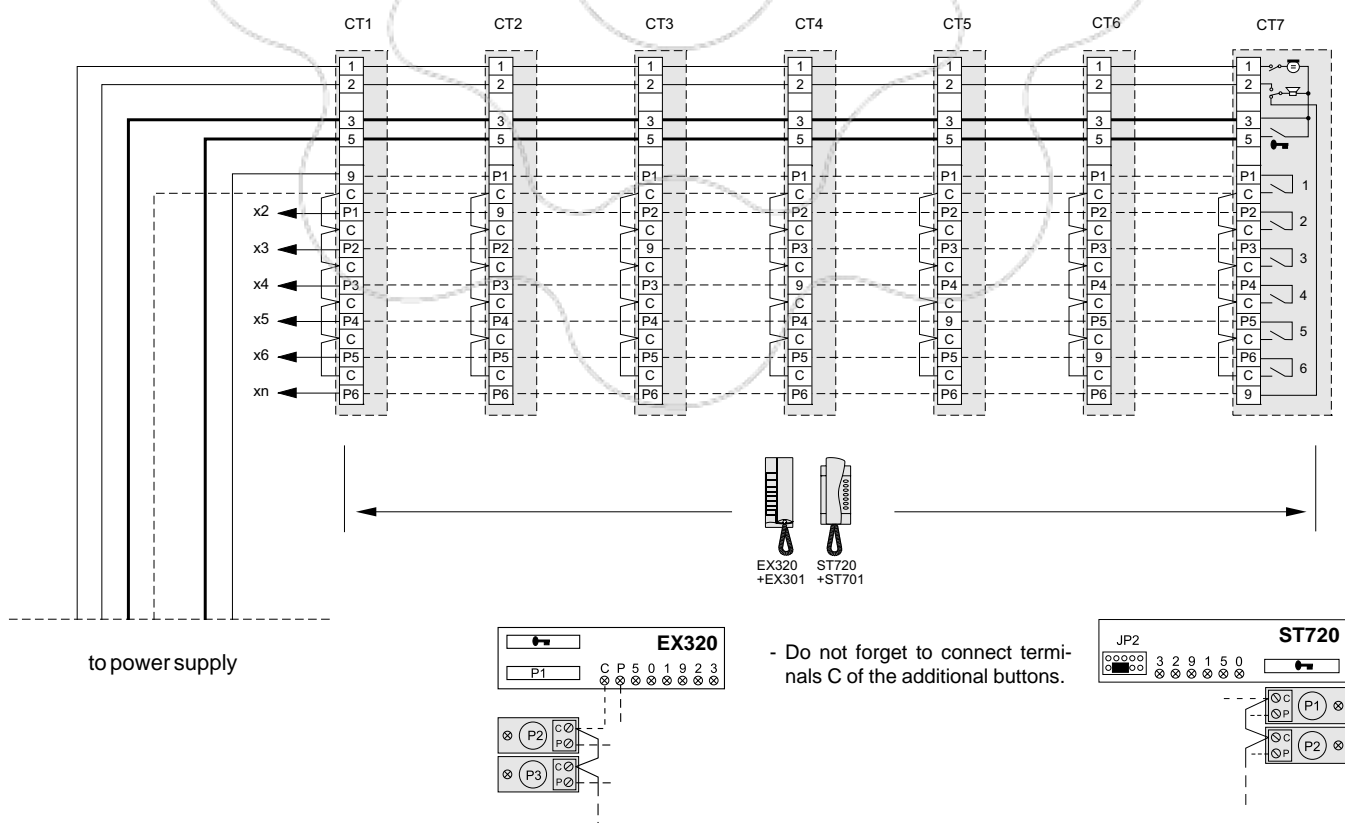 CT1 CT2 CT3 CT4 CT5 CT6 CT7
1 1 1 1 1 1 1
2 2 2 2 2 2 2
3 3 3 3 3 3 3
5 5 5 5 5 5 5
9 P1 P1 P1 P1 P1 P1 1
C C C C C C C
x2 P1 9 P2 P2 P2 P2 P2 2
C C C C C C C
x3 P2 P2 9 P3 P3 P3 P3 3
C C C C C C C
x4 P3 P3 P3 9 P4 P4 P4 4
C C C C C C C
x5 P4 P4 P4 P4 9 P5 P5 5
C C C C C C C
x6 P5 P5 P5 P5 P5 9 P6 6
C C C C C C C
xn P6 P6 P6 P6 P6 P6 9
EX320 ST720
+EX301 +ST701
to power supply
EX320
P1 C P 5 0 1 9 2 3
P2 C
P
P3 C
P
- Do not forget to connect termi-
nals C of the additional buttons.
JP2 ST720
3 2 9 1 5 0
C P1
P
C P2
P